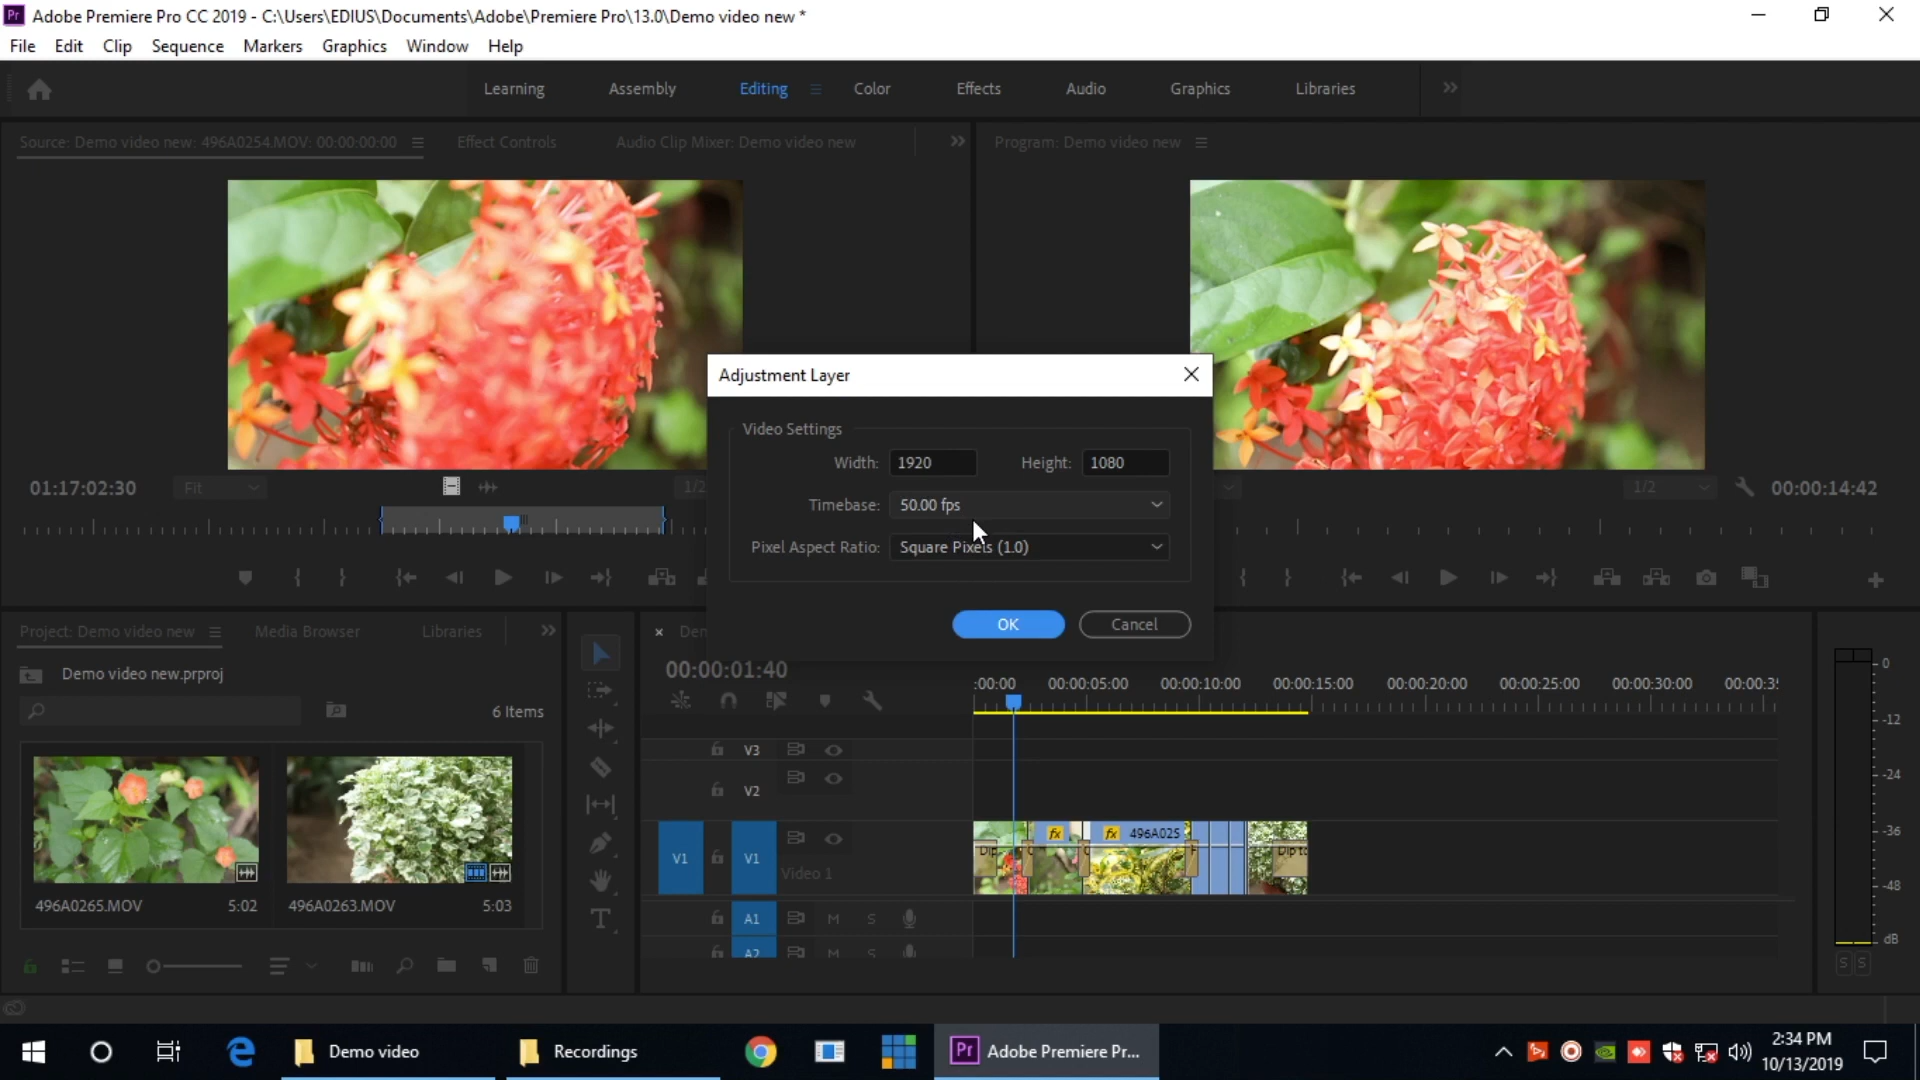 Pr Adobe Premiere Pro CC 2019 - C:\Users\EDIUS\Documents\Adobe\Premiere Pro\13.0\Demo video new *
File Edit Clip Sequence Markers Graphics Window Help
Learning Assembly Editing Color Effects Audio Graphics Libraries
Source: Demo video new: 496A0254.MOV: 00:00:00:00 Effect Controls Audio Clip Mixer: Demo video new Program: Demo video new
Adjustment Layer
Video Settings
Width: 1920 Height: 1080
Timebase: 50.00 fps
Pixel Aspect Ratio: Square Pixels (1.0)
OK Cancel
01:17:02:30 Fit 1/2 1/2 00:00:14:42
Project: Demo video new Media Browser Libraries
Demo video new.prproj
6 Items
496A0265.MOV 5:02 496A0263.MOV 5:03
00:00:01:40
:00:00 00:00:05:00 00:00:10:00 00:00:15:00 00:00:20:00 00:00:25:00 00:00:30:00 00:00:3
V3
V2
V1 V1 Video 1
fx fx 496A025
A1 M S
A2 M S
0
-12
-24
-36
-48
dB
S S
Demo video Recordings Pr Adobe Premiere Pr...
2:34 PM
10/13/2019